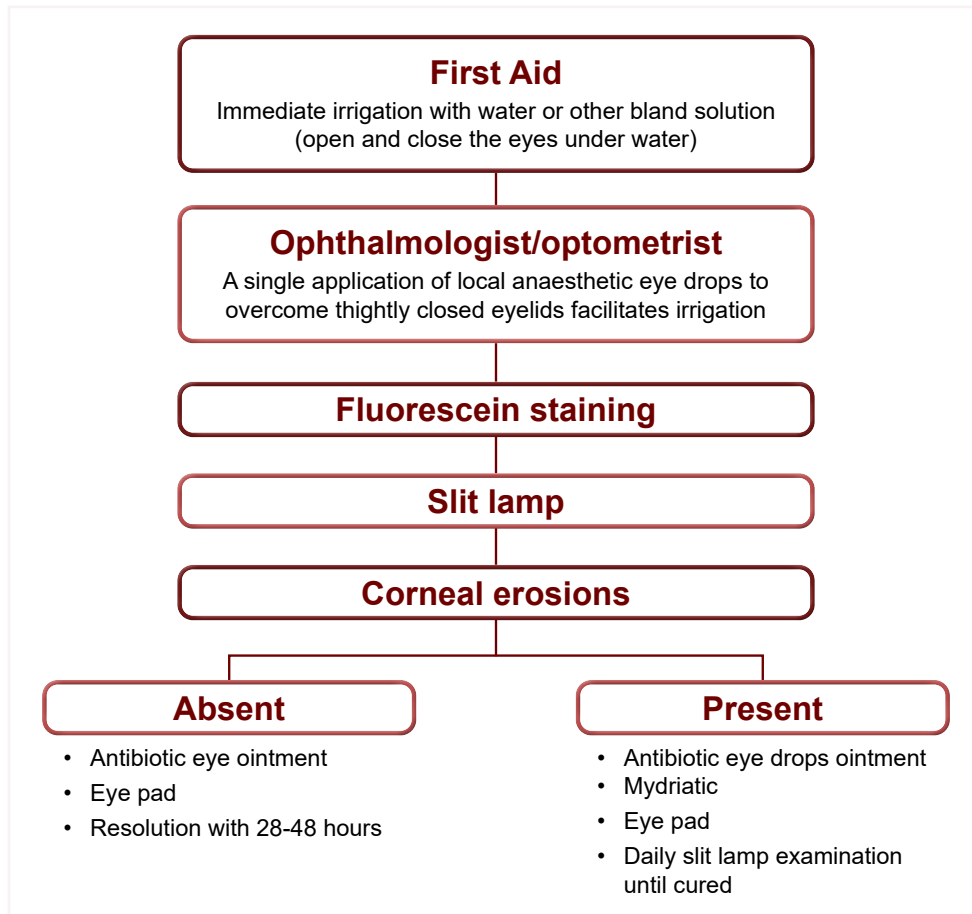 First Aid
Immediate irrigation with water or other bland solution
(open and close the eyes under water)
Ophthalmologist/optometrist
A single application of local anaesthetic eye drops to
overcome thightly closed eyelids facilitates irrigation
Fluorescein staining
Slit lamp
Corneal erosions
Absent
• Antibiotic eye ointment
• Eye pad
• Resolution with 28-48 hours
Present
• Antibiotic eye drops ointment
• Mydriatic
• Eye pad
• Daily slit lamp examination
until cured